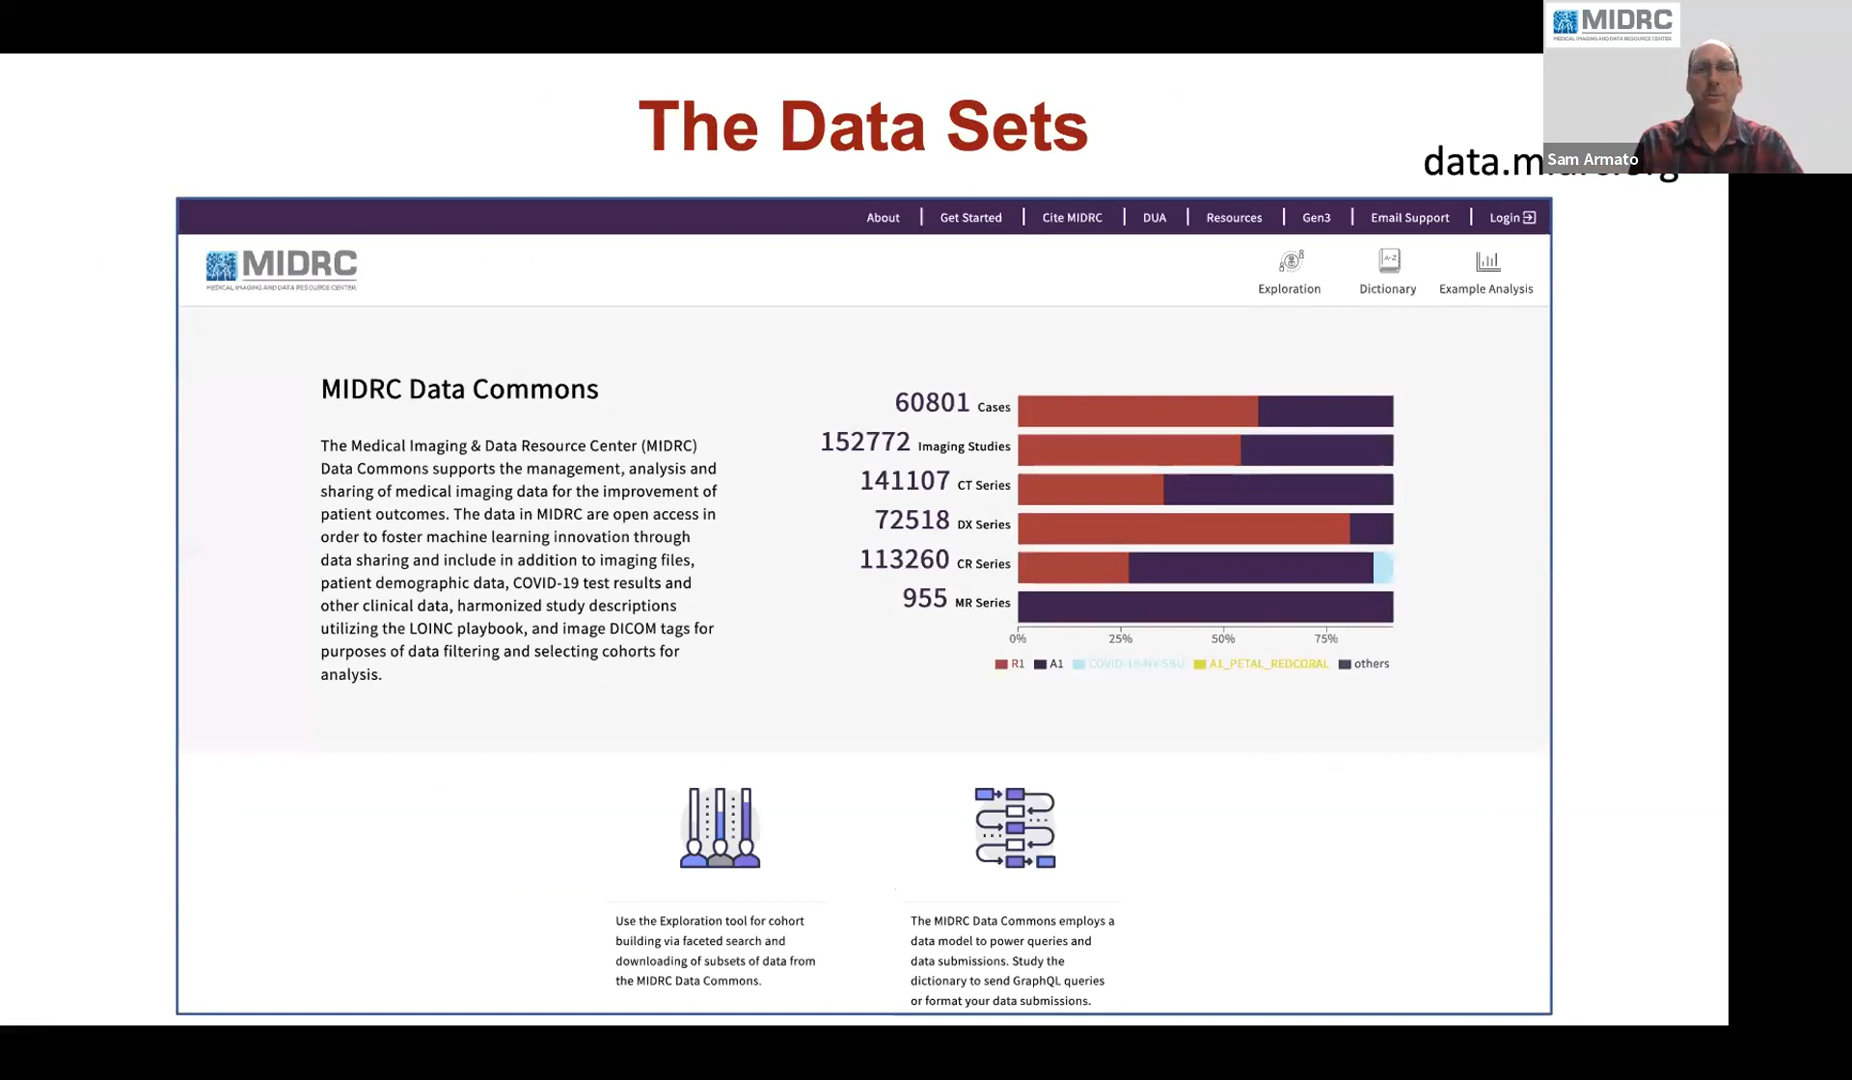 MIDRC
MEDICAL IMAGING AND DATA RESOURCE CENTER
Sam Armato
The Data Sets
About | Get Started | Cite MIDRC | DUA | Resources | Gen3 | Email Support | Login
MIDRC
MEDICAL IMAGING AND DATA RESOURCE CENTER
Exploration
A-Z
Dictionary
Example Analysis
MIDRC Data Commons
The Medical Imaging & Data Resource Center (MIDRC)
Data Commons supports the management, analysis and
sharing of medical imaging data for the improvement of
patient outcomes. The data in MIDRC are open access in
order to foster machine learning innovation through
data sharing and include in addition to imaging files,
patient demographic data, COVID-19 test results and
other clinical data, harmonized study descriptions
utilizing the LOINC playbook, and image DICOM tags for
purposes of data filtering and selecting cohorts for
analysis.
60801 Cases
152772 Imaging Studies
141107 CT Series
72518 DX Series
113260 CR Series
955 MR Series
0% 25% 50% 75%
R1 A1 COVID-19-NY-SBU A1_PETAL_REDCORAL others
Use the Exploration tool for cohort
building via faceted search and
downloading of subsets of data from
the MIDRC Data Commons.
The MIDRC Data Commons employs a
data model to power queries and
data submissions. Study the
dictionary to send GraphQL queries
or format your data submissions.